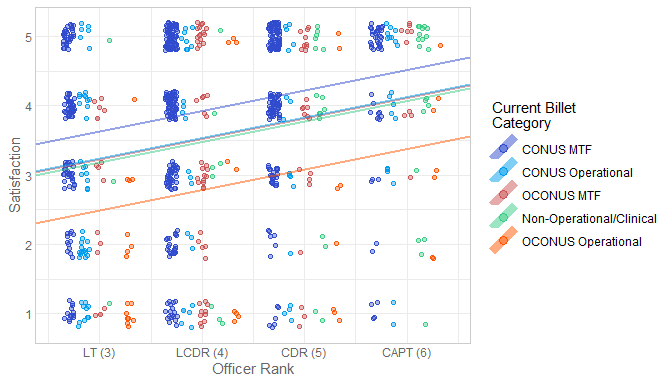 5
4
3
2
1
Satisfaction
LT (3)
LCDR (4)
CDR (5)
CAPT (6)
Officer Rank
Current Billet
Category
CONUS MTF
CONUS Operational
OCONUS MTF
Non-Operational/Clinical
OCONUS Operational